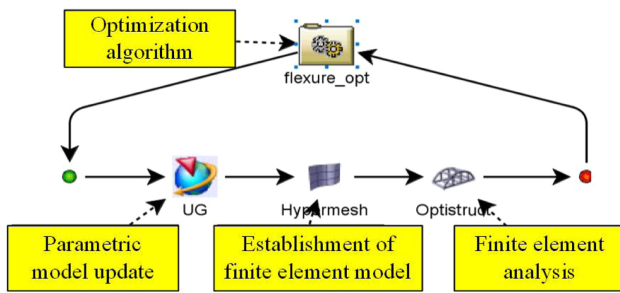 Optimization
algorithm
flexure_opt
UG
Hypermesh
Optistruct
Parametric
model update
Establishment of
finite element model
Finite element
analysis